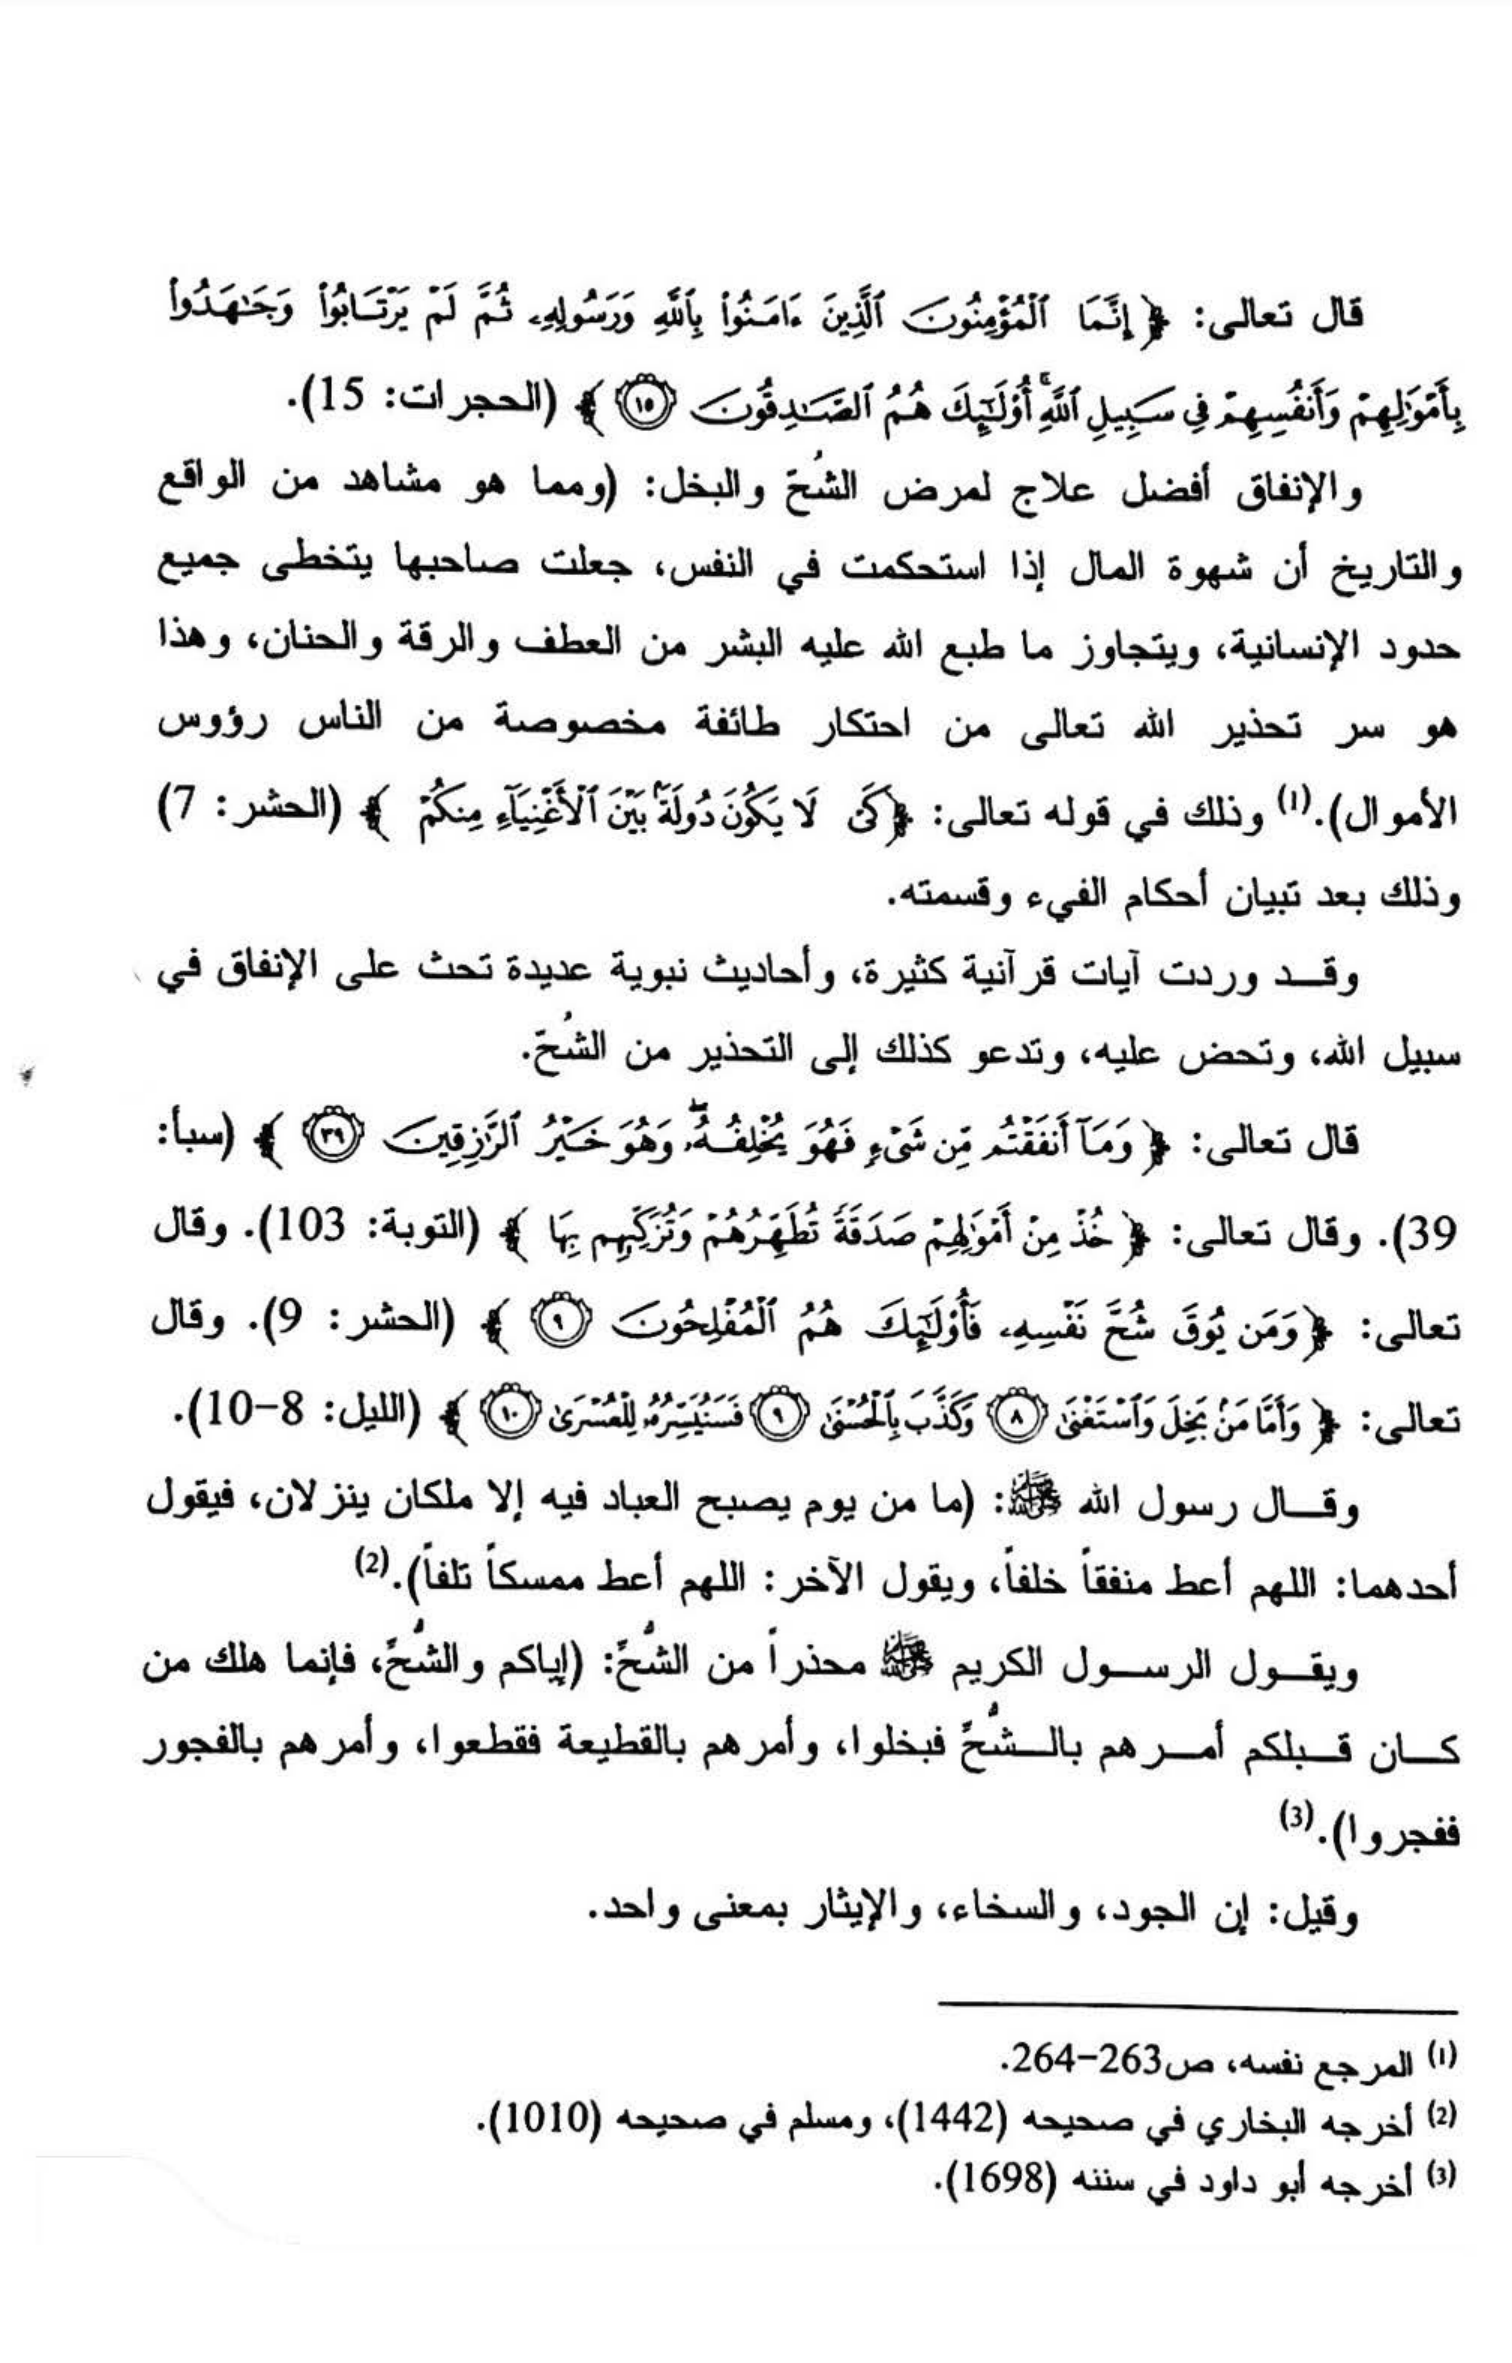 قال تعالى: ﴿ إِنَّمَا ٱلْمُؤْمِنُونَ ٱلَّذِينَ ءَامَنُوا۟ بِٱللَّهِ وَرَسُولِهِۦ ثُمَّ لَمْ يَرْتَابُوا۟ وَجَـٰهَدُوا۟
بِأَمْوَٰلِهِمْ وَأَنفُسِهِمْ فِى سَبِيلِ ٱللَّهِ ۚ أُو۟لَـٰٓئِكَ هُمُ ٱلصَّـٰدِقُونَ ١٥ ﴾ (الحجرات: 15).
والإنفاق أفضل علاج لمرض الشُحّ والبخل: (ومما هو مشاهد من الواقع
والتاريخ أن شهوة المال إذا استحكمت في النفس، جعلت صاحبها يتخطى جميع
حدود الإنسانية، ويتجاوز ما طبع الله عليه البشر من العطف والرقة والحنان، وهذا
هو سر تحذير الله تعالى من احتكار طائفة مخصوصة من الناس رؤوس
الأموال).(1) وذلك في قوله تعالى: ﴿كَىْ لَا يَكُونَ دُولَةًۢ بَيْنَ ٱلْأَغْنِيَآءِ مِنكُمْ ﴾ (الحشر: 7)
وذلك بعد تبيان أحكام الفيء وقسمته.
وقـد وردت آيات قرآنية كثيرة، وأحاديث نبوية عديدة تحث على الإنفاق في
سبيل الله، وتحض عليه، وتدعو كذلك إلى التحذير من الشُحّ.
قال تعالى: ﴿ وَمَآ أَنفَقْتُم مِّن شَىْءٍ فَهُوَ يُخْلِفُهُۥ ۖ وَهُوَ خَيْرُ ٱلرَّٰزِقِينَ ٣٩ ﴾ (سبأ:
39). وقال تعالى: ﴿ خُذْ مِنْ أَمْوَٰلِهِمْ صَدَقَةً تُطَهِّرُهُمْ وَتُزَكِّيهِم بِهَا ﴾ (التوبة: 103). وقال
تعالى: ﴿وَمَن يُوقَ شُحَّ نَفْسِهِۦ فَأُو۟لَـٰٓئِكَ هُمُ ٱلْمُفْلِحُونَ ٩ ﴾ (الحشر: 9). وقال
تعالى: ﴿ وَأَمَّا مَنۢ بَخِلَ وَٱسْتَغْنَىٰ ٨ وَكَذَّبَ بِٱلْحُسْنَىٰ ٩ فَسَنُيَسِّرُهُۥ لِلْعُسْرَىٰ ١٠ ﴾ (الليل: 8-10).
وقـال رسول الله ﷺ: (ما من يوم يصبح العباد فيه إلا ملكان ينزلان، فيقول
أحدهما: اللهم أعط منفقاً خلفاً، ويقول الآخر: اللهم أعط ممسكاً تلفاً).(2)
ويقـول الرسـول الكريم ﷺ محذراً من الشُّحّ: (إياكم والشُّحّ، فإنما هلك من
كـان قـبلكم أمـرهم بالـشُّحّ فبخلوا، وأمرهم بالقطيعة فقطعوا، وأمرهم بالفجور
ففجروا).(3)
وقيل: إن الجود، والسخاء، والإيثار بمعنى واحد.
(1) المرجع نفسه، ص263-264.
(2) أخرجه البخاري في صحيحه (1442)، ومسلم في صحيحه (1010).
(3) أخرجه أبو داود في سننه (1698).